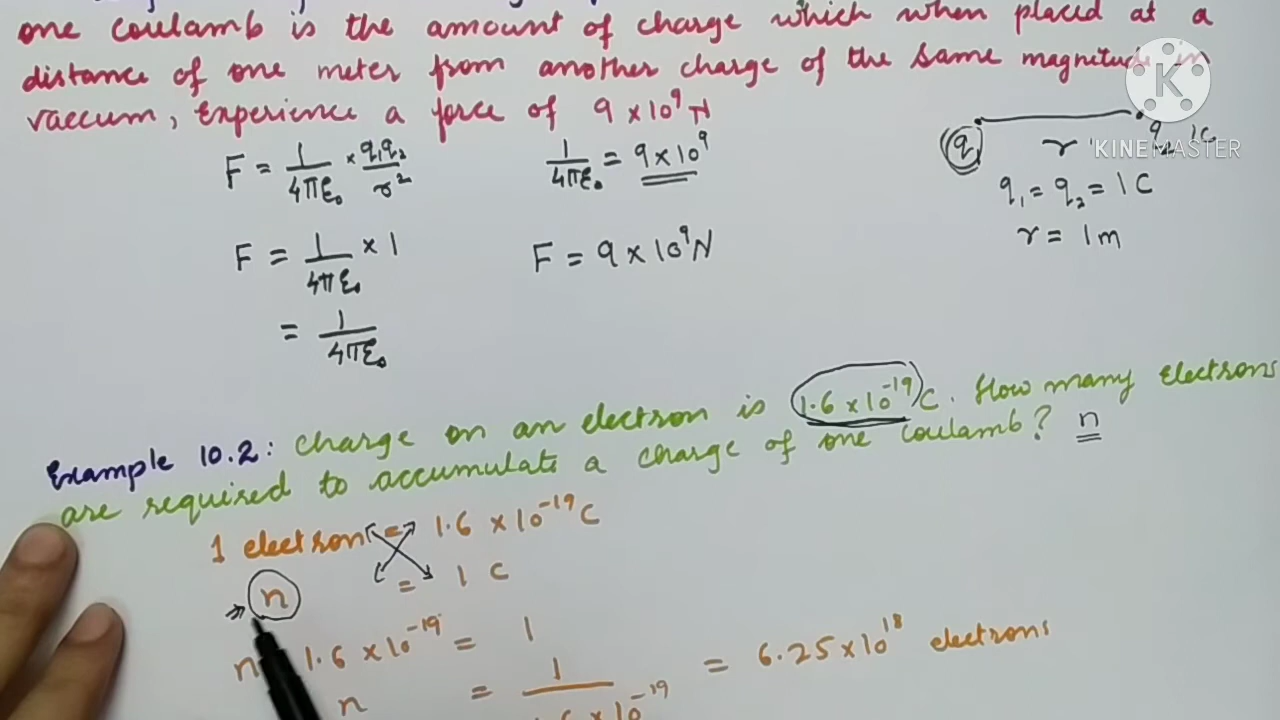 one coulamb is the amount of charge which when placed at a
distance of one meter from another charge of the same magnitude in
vaccum, Experience a force of 9 × 10⁹ N
F = 1/4πε₀ × q₁q₂/r²
1/4πε₀ = 9 × 10⁹
q r q₂ 1C
KINEMASTER
q₁ = q₂ = 1 C
r = 1m
F = 1/4πε₀ × 1
F = 9 × 10⁹ N
= 1/4πε₀
Example 10.2: Charge on an electron is 1.6 × 10⁻¹⁹ C. How many electrons
are required to accumulate a charge of one coulamb? n
1 electron = 1.6 × 10⁻¹⁹ C
n = 1 C
n 1.6 × 10⁻¹⁹ = 1
n = 1/1.6 × 10⁻¹⁹ = 6.25 × 10¹⁸ electrons